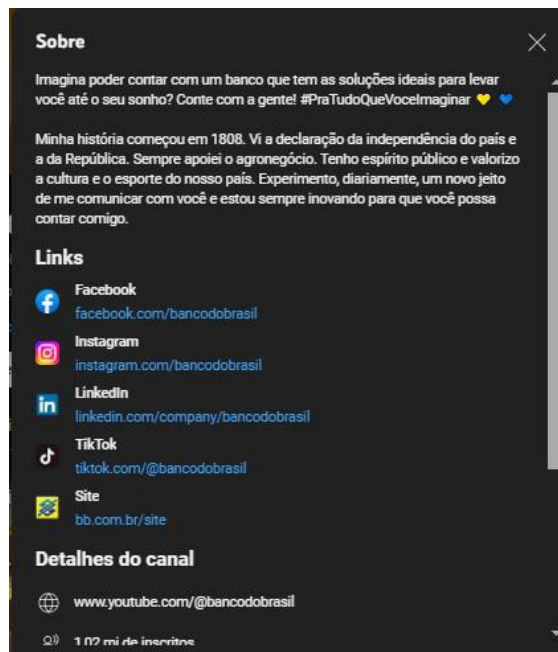 Sobre
Imagina poder contar com um banco que tem as soluções ideais para levar
você até o seu sonho? Conte com a gente! #PraTudoQueVoceImaginar 💛 💙
Minha história começou em 1808. Vi a declaração da independência do país e
a da República. Sempre apoiei o agronegócio. Tenho espírito público e valorizo
a cultura e o esporte do nosso país. Experimento, diariamente, um novo jeito
de me comunicar com você e estou sempre inovando para que você possa
contar comigo.
Links
Facebook
facebook.com/bancodobrasil
Instagram
instagram.com/bancodobrasil
LinkedIn
linkedin.com/company/bancodobrasil
TikTok
tiktok.com/@bancodobrasil
Site
bb.com.br/site
Detalhes do canal
www.youtube.com/@bancodobrasil
1,02 mi de inscritos